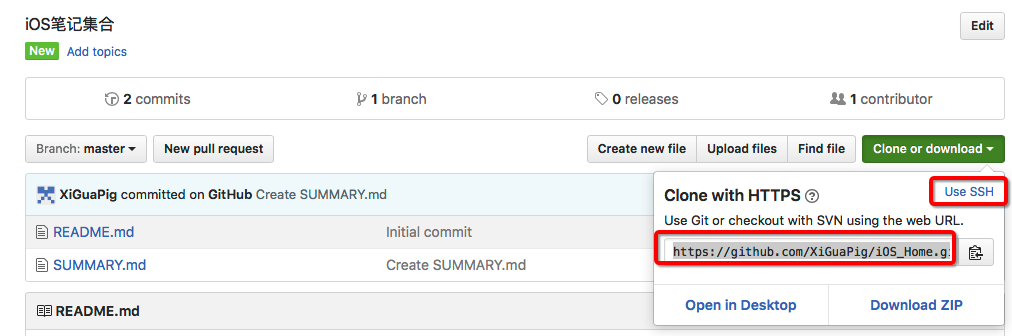 iOS笔记集合
Edit
New Add topics
2 commits 1 branch 0 releases 1 contributor
Branch: master New pull request Create new file Upload files Find file Clone or download
XiGuaPig committed on GitHub Create SUMMARY.md
README.md Initial commit
SUMMARY.md Create SUMMARY.md
README.md
Clone with HTTPS Use SSH
Use Git or checkout with SVN using the web URL.
https://github.com/XiGuaPig/iOS_Home.gi
Open in Desktop Download ZIP